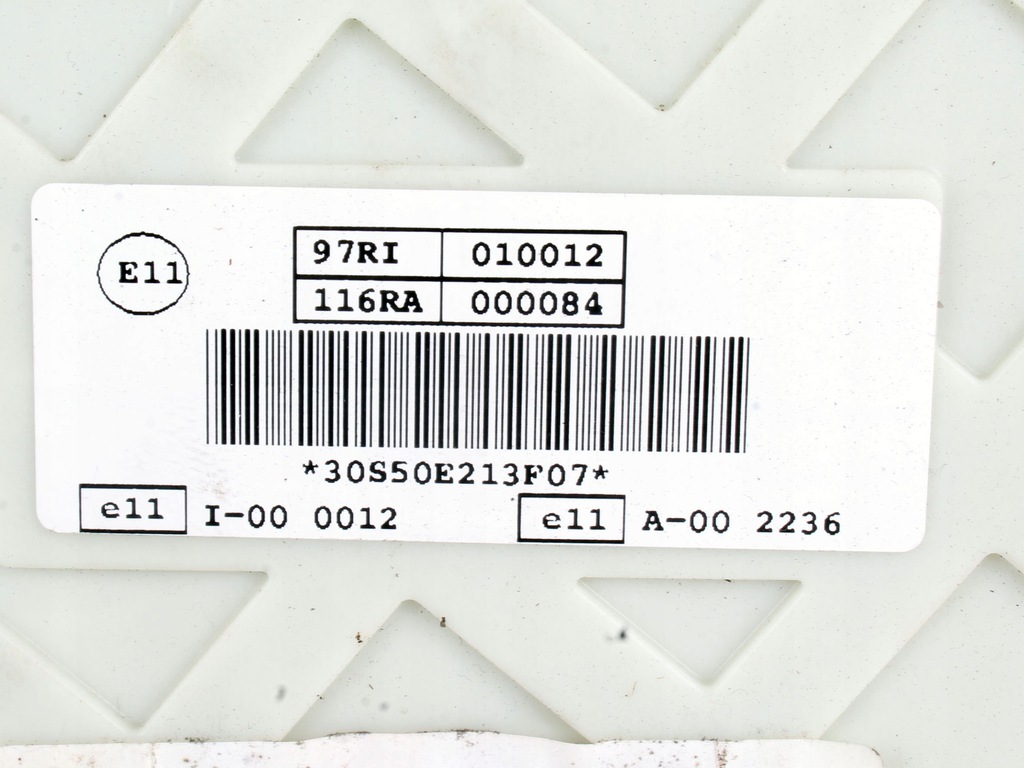 E11
97RI 010012
116RA 000084
*30S50E213F07*
e11 I-00 0012 e11 A-00 2236